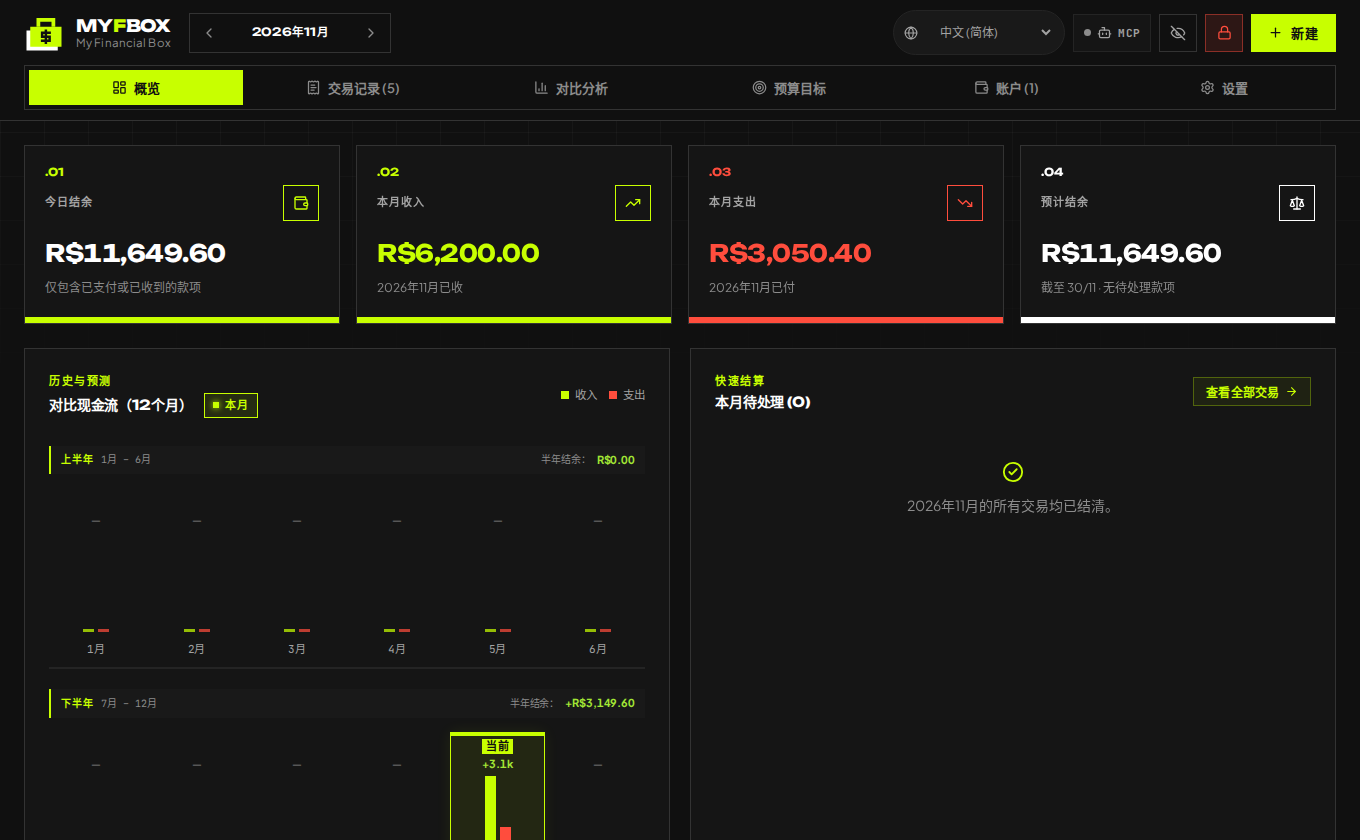 MYFBOX
My Financial Box
2026年11月
中文 (简体)
MCP
新建
概览
交易记录 (5)
对比分析
预算目标
账户 (1)
设置
.01
今日结余
R$11,649.60
仅包含已支付或已收到的款项
.02
本月收入
R$6,200.00
2026年11月已收
.03
本月支出
R$3,050.40
2026年11月已付
.04
预计结余
R$11,649.60
截至 30/11 · 无待处理款项
历史与预测
对比现金流（12个月）
本月
收入
支出
上半年 1月 – 6月
半年结余: R$0.00
– – – – – –
1月 2月 3月 4月 5月 6月
下半年 7月 – 12月
半年结余: +R$3,149.60
当前
– – – – +3.1k –
快速结算
本月待处理 (0)
查看全部交易 →
2026年11月的所有交易均已结清。